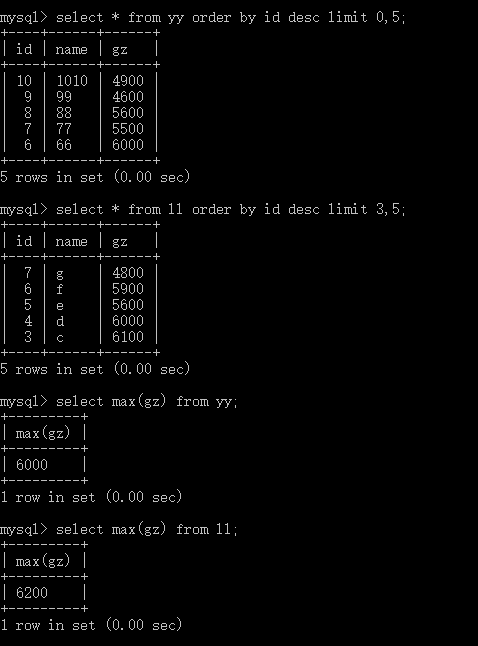 mysql> select * from yy order by id desc limit 0,5;
+----+------+------+
| id | name | gz   |
+----+------+------+
| 10 | 1010 | 4900 |
|  9 | 99   | 4600 |
|  8 | 88   | 5600 |
|  7 | 77   | 5500 |
|  6 | 66   | 6000 |
+----+------+------+
5 rows in set (0.00 sec)
mysql> select * from ll order by id desc limit 3,5;
+----+------+------+
| id | name | gz   |
+----+------+------+
|  7 | g    | 4800 |
|  6 | f    | 5900 |
|  5 | e    | 5600 |
|  4 | d    | 6000 |
|  3 | c    | 6100 |
+----+------+------+
5 rows in set (0.00 sec)
mysql> select max(gz) from yy;
+---------+
| max(gz) |
+---------+
| 6000    |
+---------+
1 row in set (0.00 sec)
mysql> select max(gz) from ll;
+---------+
| max(gz) |
+---------+
| 6200    |
+---------+
1 row in set (0.00 sec)